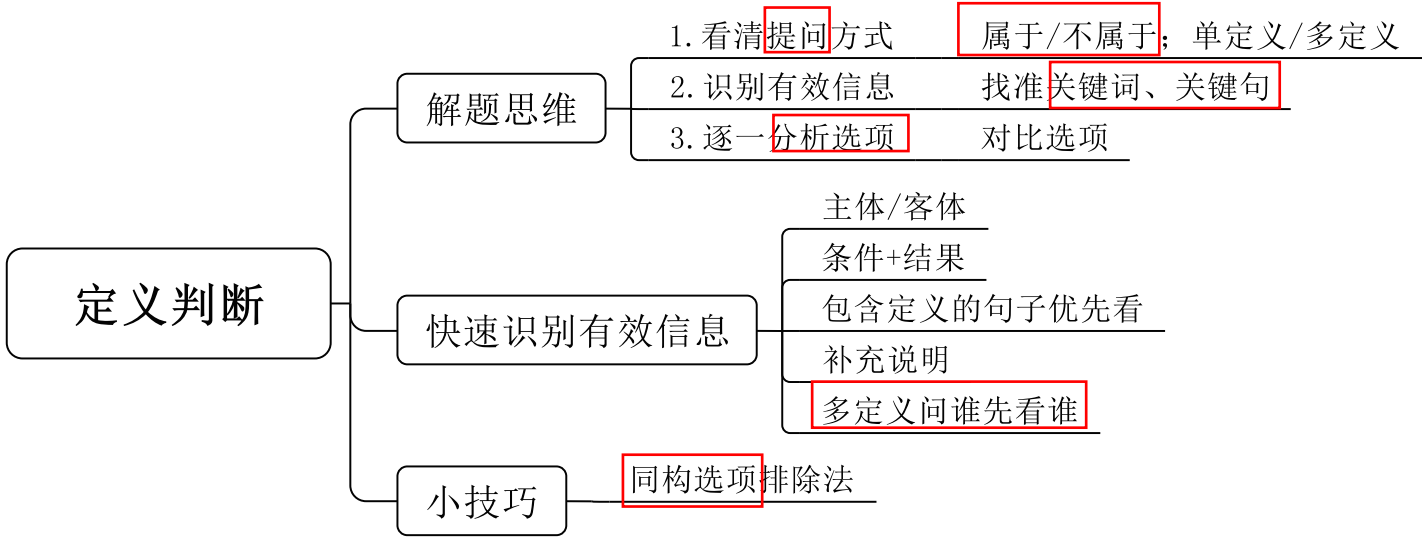 1.看清提问方式 属于/不属于；单定义/多定义
2.识别有效信息 找准关键词、关键句
解题思维
3.逐一分析选项 对比选项
主体/客体
条件+结果
定义判断
包含定义的句子优先看
快速识别有效信息
补充说明
多定义问谁先看谁
同构选项排除法
小技巧